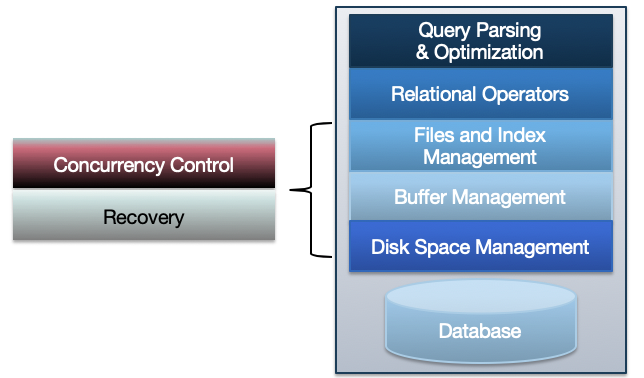 Concurrency Control
Recovery
Query Parsing
& Optimization
Relational Operators
Files and Index
Management
Buffer Management
Disk Space Management
Database